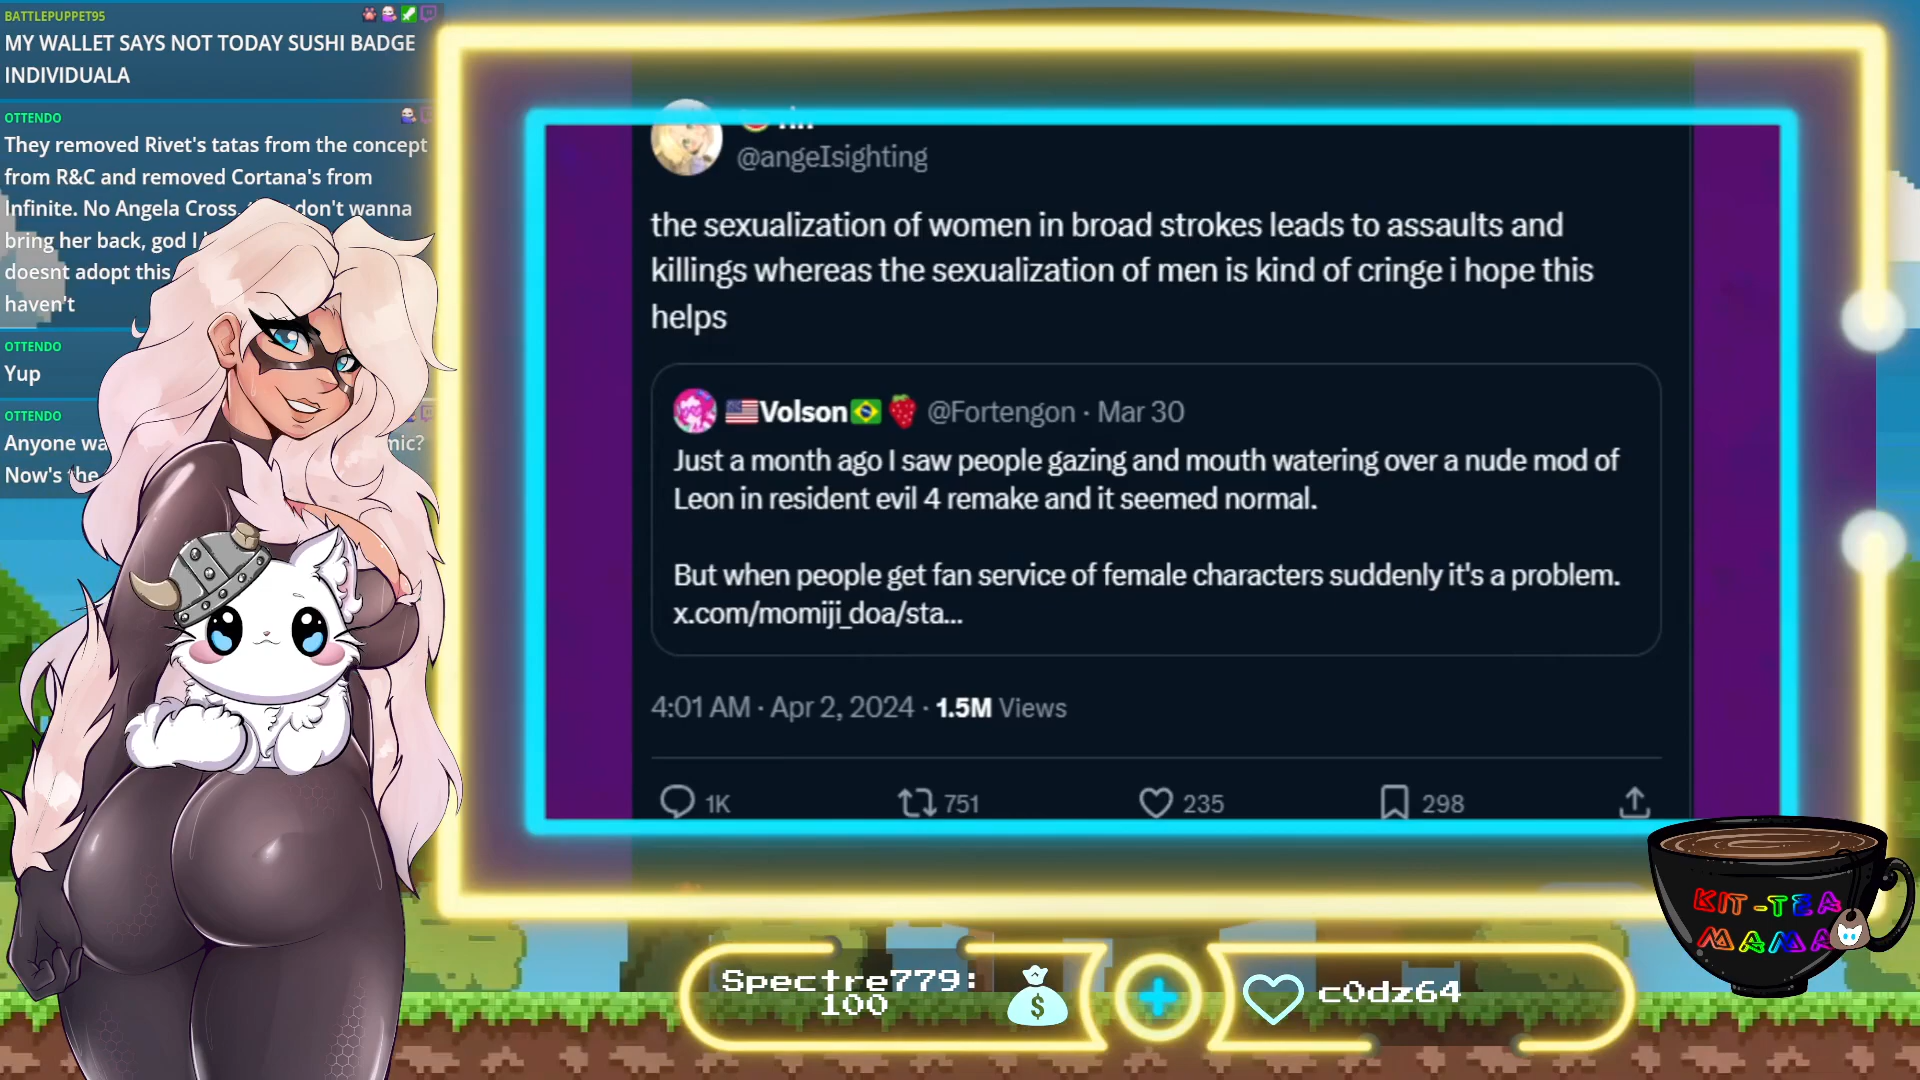 BATTLEPUPPET95
MY WALLET SAYS NOT TODAY SUSHI BADGE
INDIVIDUALA
OTTENDO
They removed Rivet's tatas from the concept
from R&C and removed Cortana's from
Infinite. No Angela Cross, don't wanna
bring her back, god I
doesnt adopt this
haven't
OTTENDO
Yup
OTTENDO
Anyone
Now's the
@angeIsighting
the sexualization of women in broad strokes leads to assaults and
killings whereas the sexualization of men is kind of cringe i hope this
helps
Volson @Fortengon · Mar 30
Just a month ago I saw people gazing and mouth watering over a nude mod of
Leon in resident evil 4 remake and it seemed normal.
But when people get fan service of female characters suddenly it's a problem.
x.com/momiji_doa/sta...
4:01 AM · Apr 2, 2024 · 1.5M Views
1K 751 235 298
KIT-TEA
MAMA
Spectre779:
100
$
c0dz64